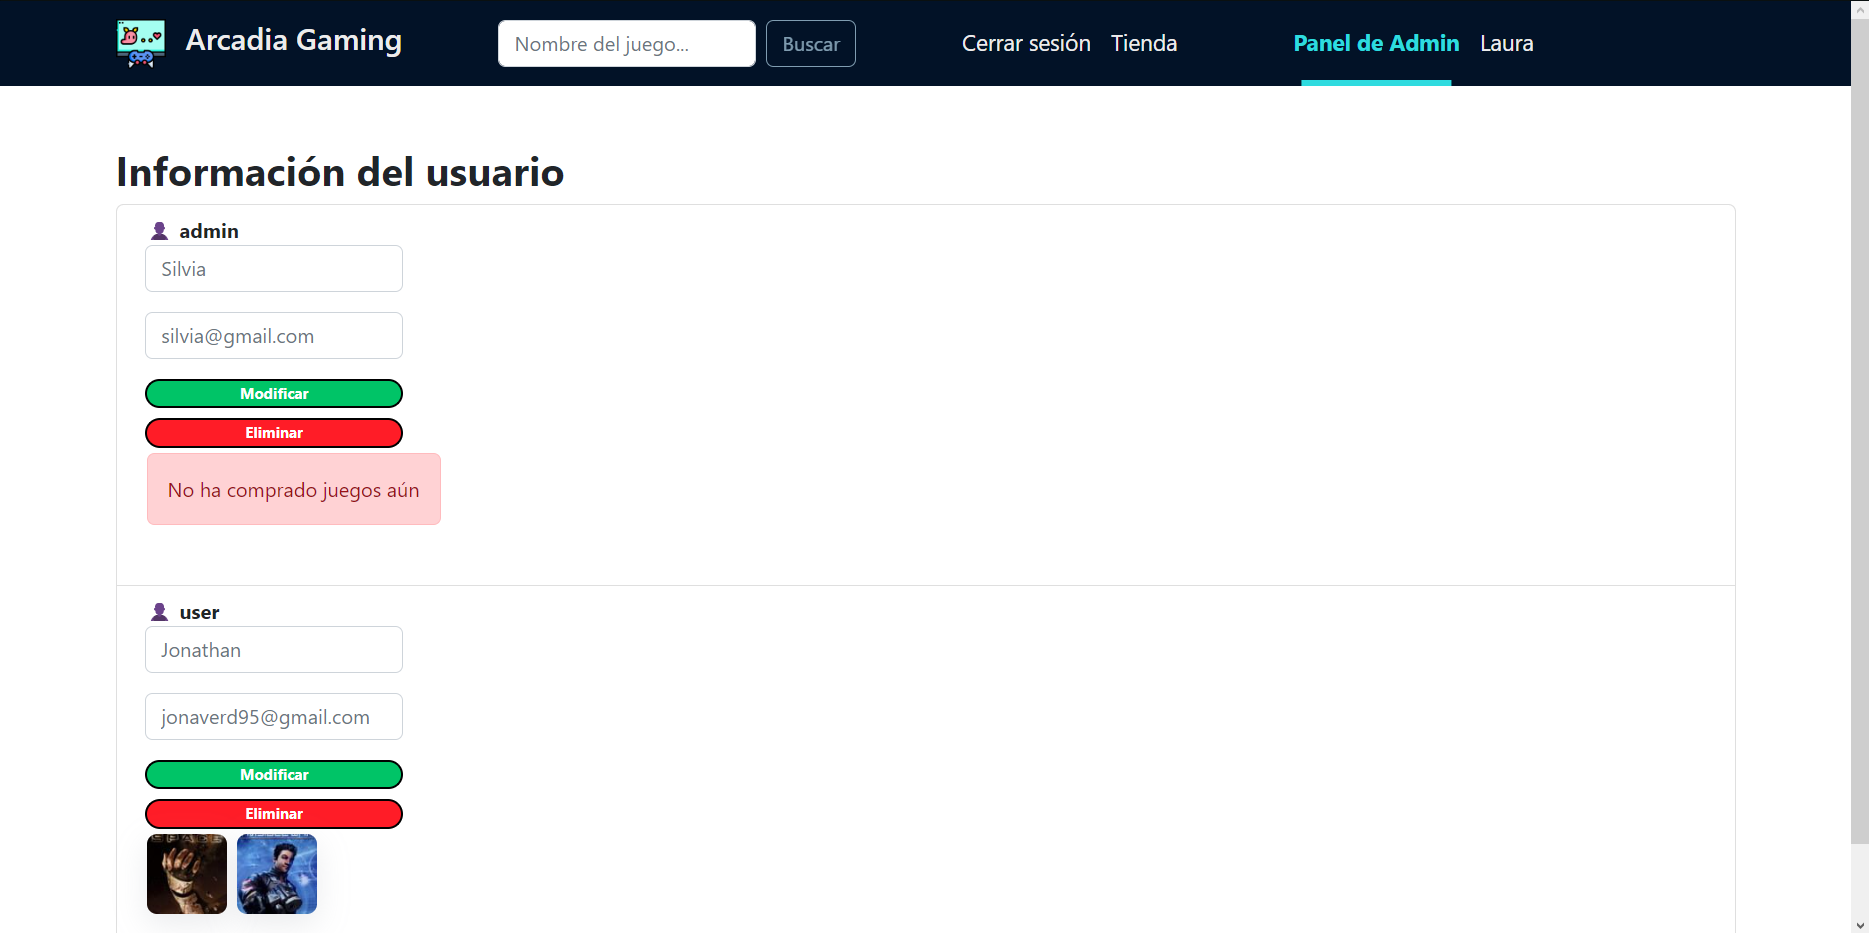 Arcadia Gaming
Nombre del juego...
Buscar
Cerrar sesión
Tienda
Panel de Admin
Laura
Información del usuario
admin
Silvia
silvia@gmail.com
Modificar
Eliminar
No ha comprado juegos aún
user
Jonathan
jonaverd95@gmail.com
Modificar
Eliminar